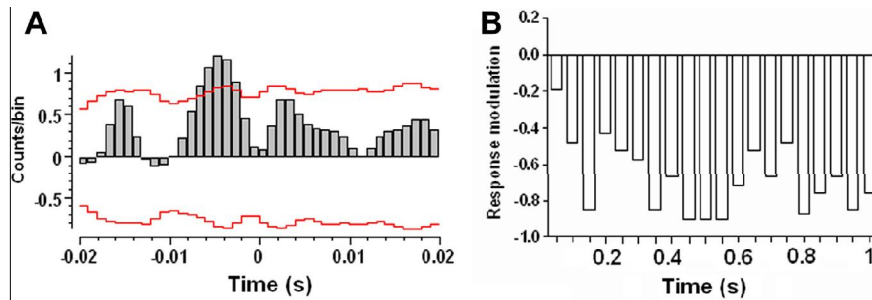 A
Counts/bin
1
0.5
0
-0.5
-0.02 -0.01 0 0.01 0.02
Time (s)
B
Response modulation
0.2
0.0
-0.2
-0.4
-0.6
-0.8
-1.0
0.2 0.4 0.6 0.8 1
Time (s)